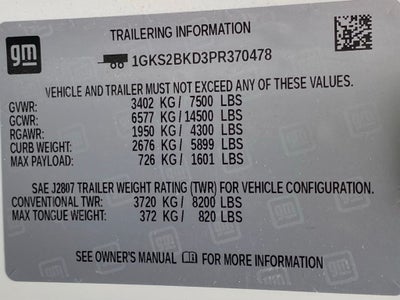 TRAILERING INFORMATION
gm
1GKS2BKD3PR370478
VEHICLE AND TRAILER MUST NOT EXCEED ANY OF THESE VALUES.
GVWR: 3402 KG / 7500 LBS
GCWR: 6577 KG / 14500 LBS
RGAWR: 1950 KG / 4300 LBS
CURB WEIGHT: 2676 KG / 5899 LBS
MAX PAYLOAD: 726 KG / 1601 LBS
SAE J2807 TRAILER WEIGHT RATING (TWR) FOR VEHICLE CONFIGURATION.
CONVENTIONAL TWR: 3720 KG / 8200 LBS
MAX TONGUE WEIGHT: 372 KG / 820 LBS
SEE OWNER'S MANUAL FOR MORE INFORMATION